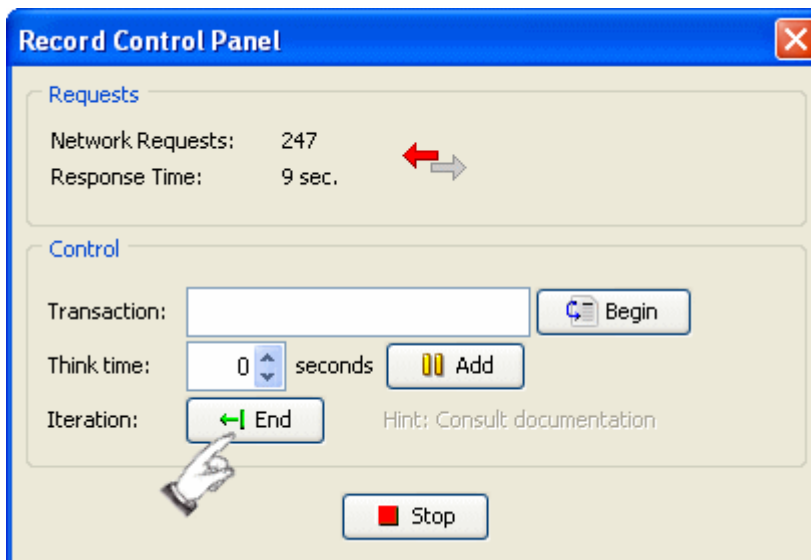 Record Control Panel
Requests
Network Requests: 247
Response Time: 9 sec.
Control
Transaction: Begin
Think time: 0 seconds Add
Iteration: End Hint: Consult documentation
Stop